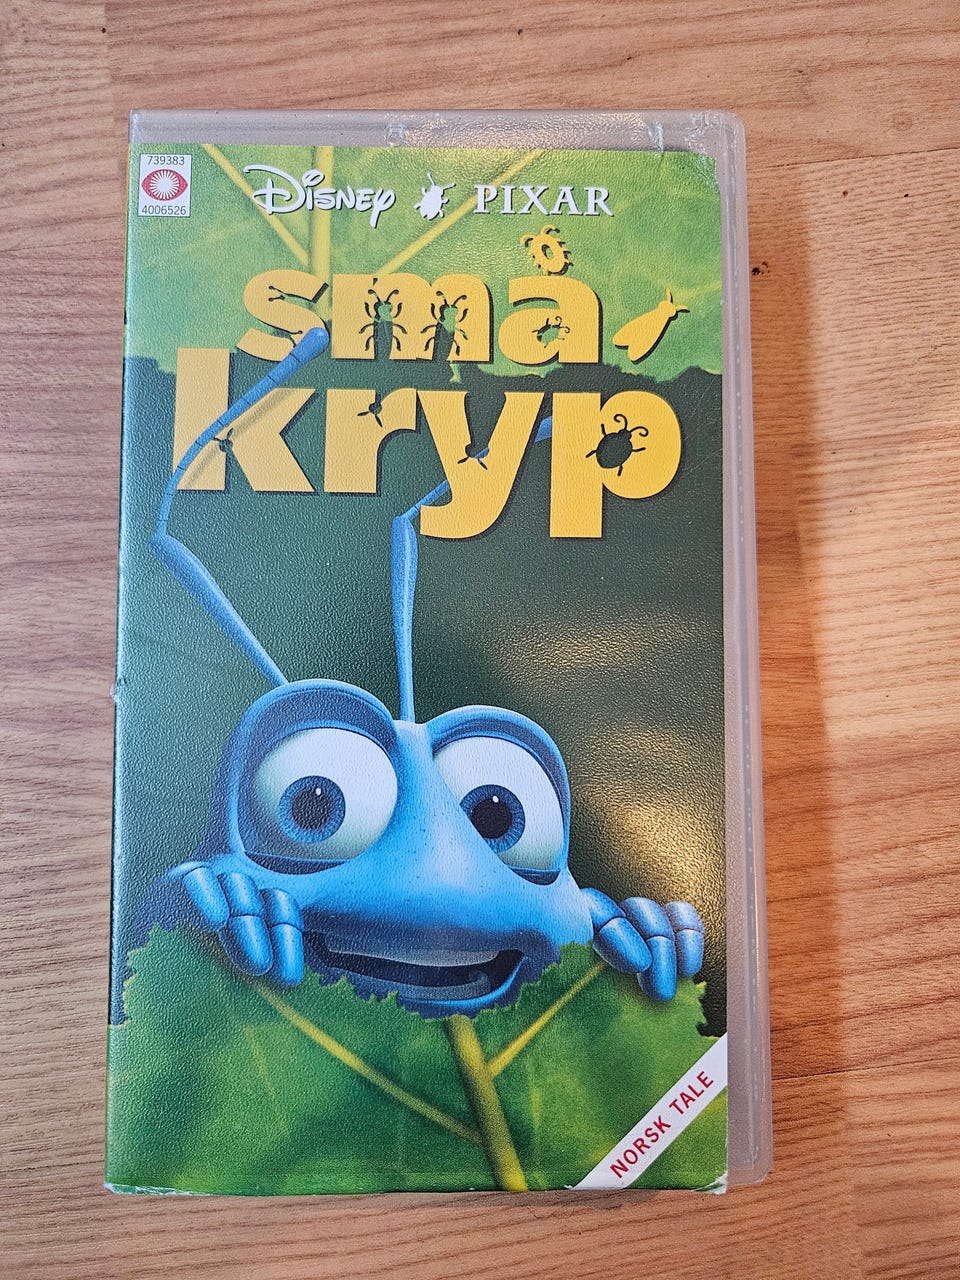 739383
4006526
Disney PIXAR
små
kryp
NORSK TALE